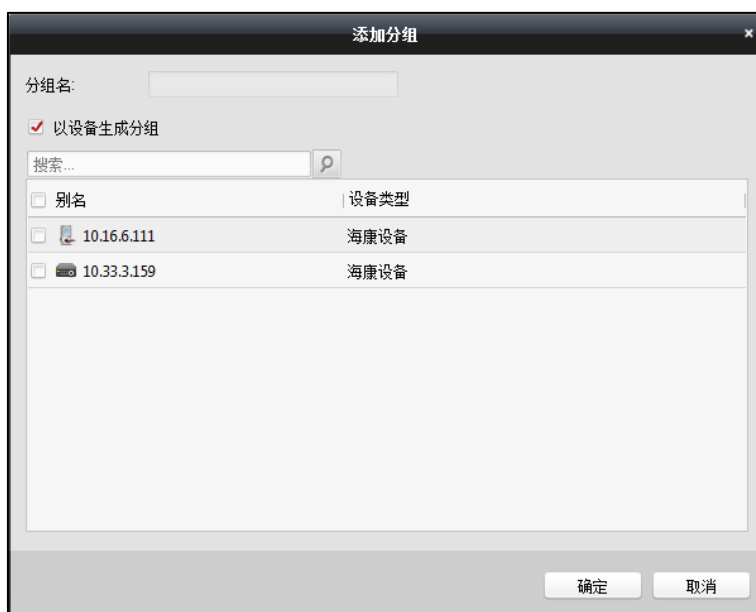 添加分组
分组名:
以设备生成分组
搜索...
别名 设备类型
10.16.6.111 海康设备
10.33.3.159 海康设备
确定 取消